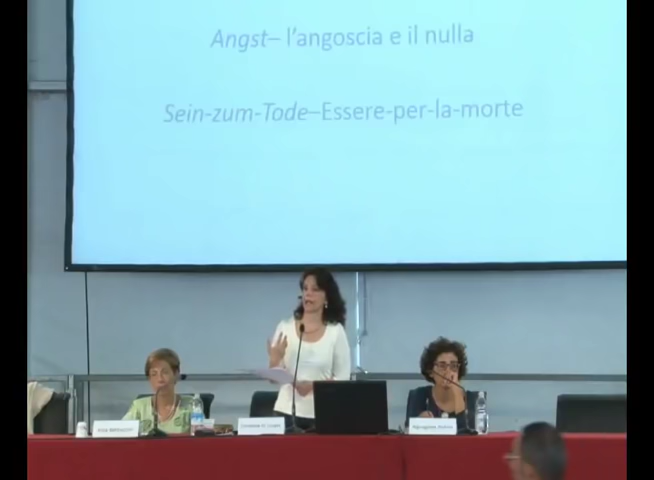 Angst– l’angoscia e il nulla
Sein-zum-Tode–Essere-per-la-morte